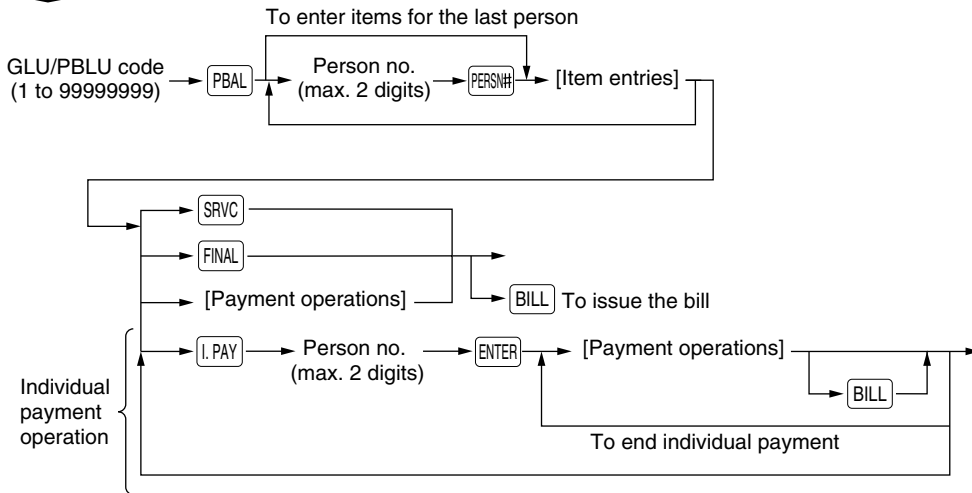 To enter items for the last person
GLU/PBLU code
(1 to 99999999)
PBAL
Person no.
(max. 2 digits)
PERSN#
[Item entries]
SRVC
FINAL
[Payment operations]
BILL
To issue the bill
I. PAY
Person no.
(max. 2 digits)
ENTER
[Payment operations]
BILL
Individual
payment
operation
To end individual payment